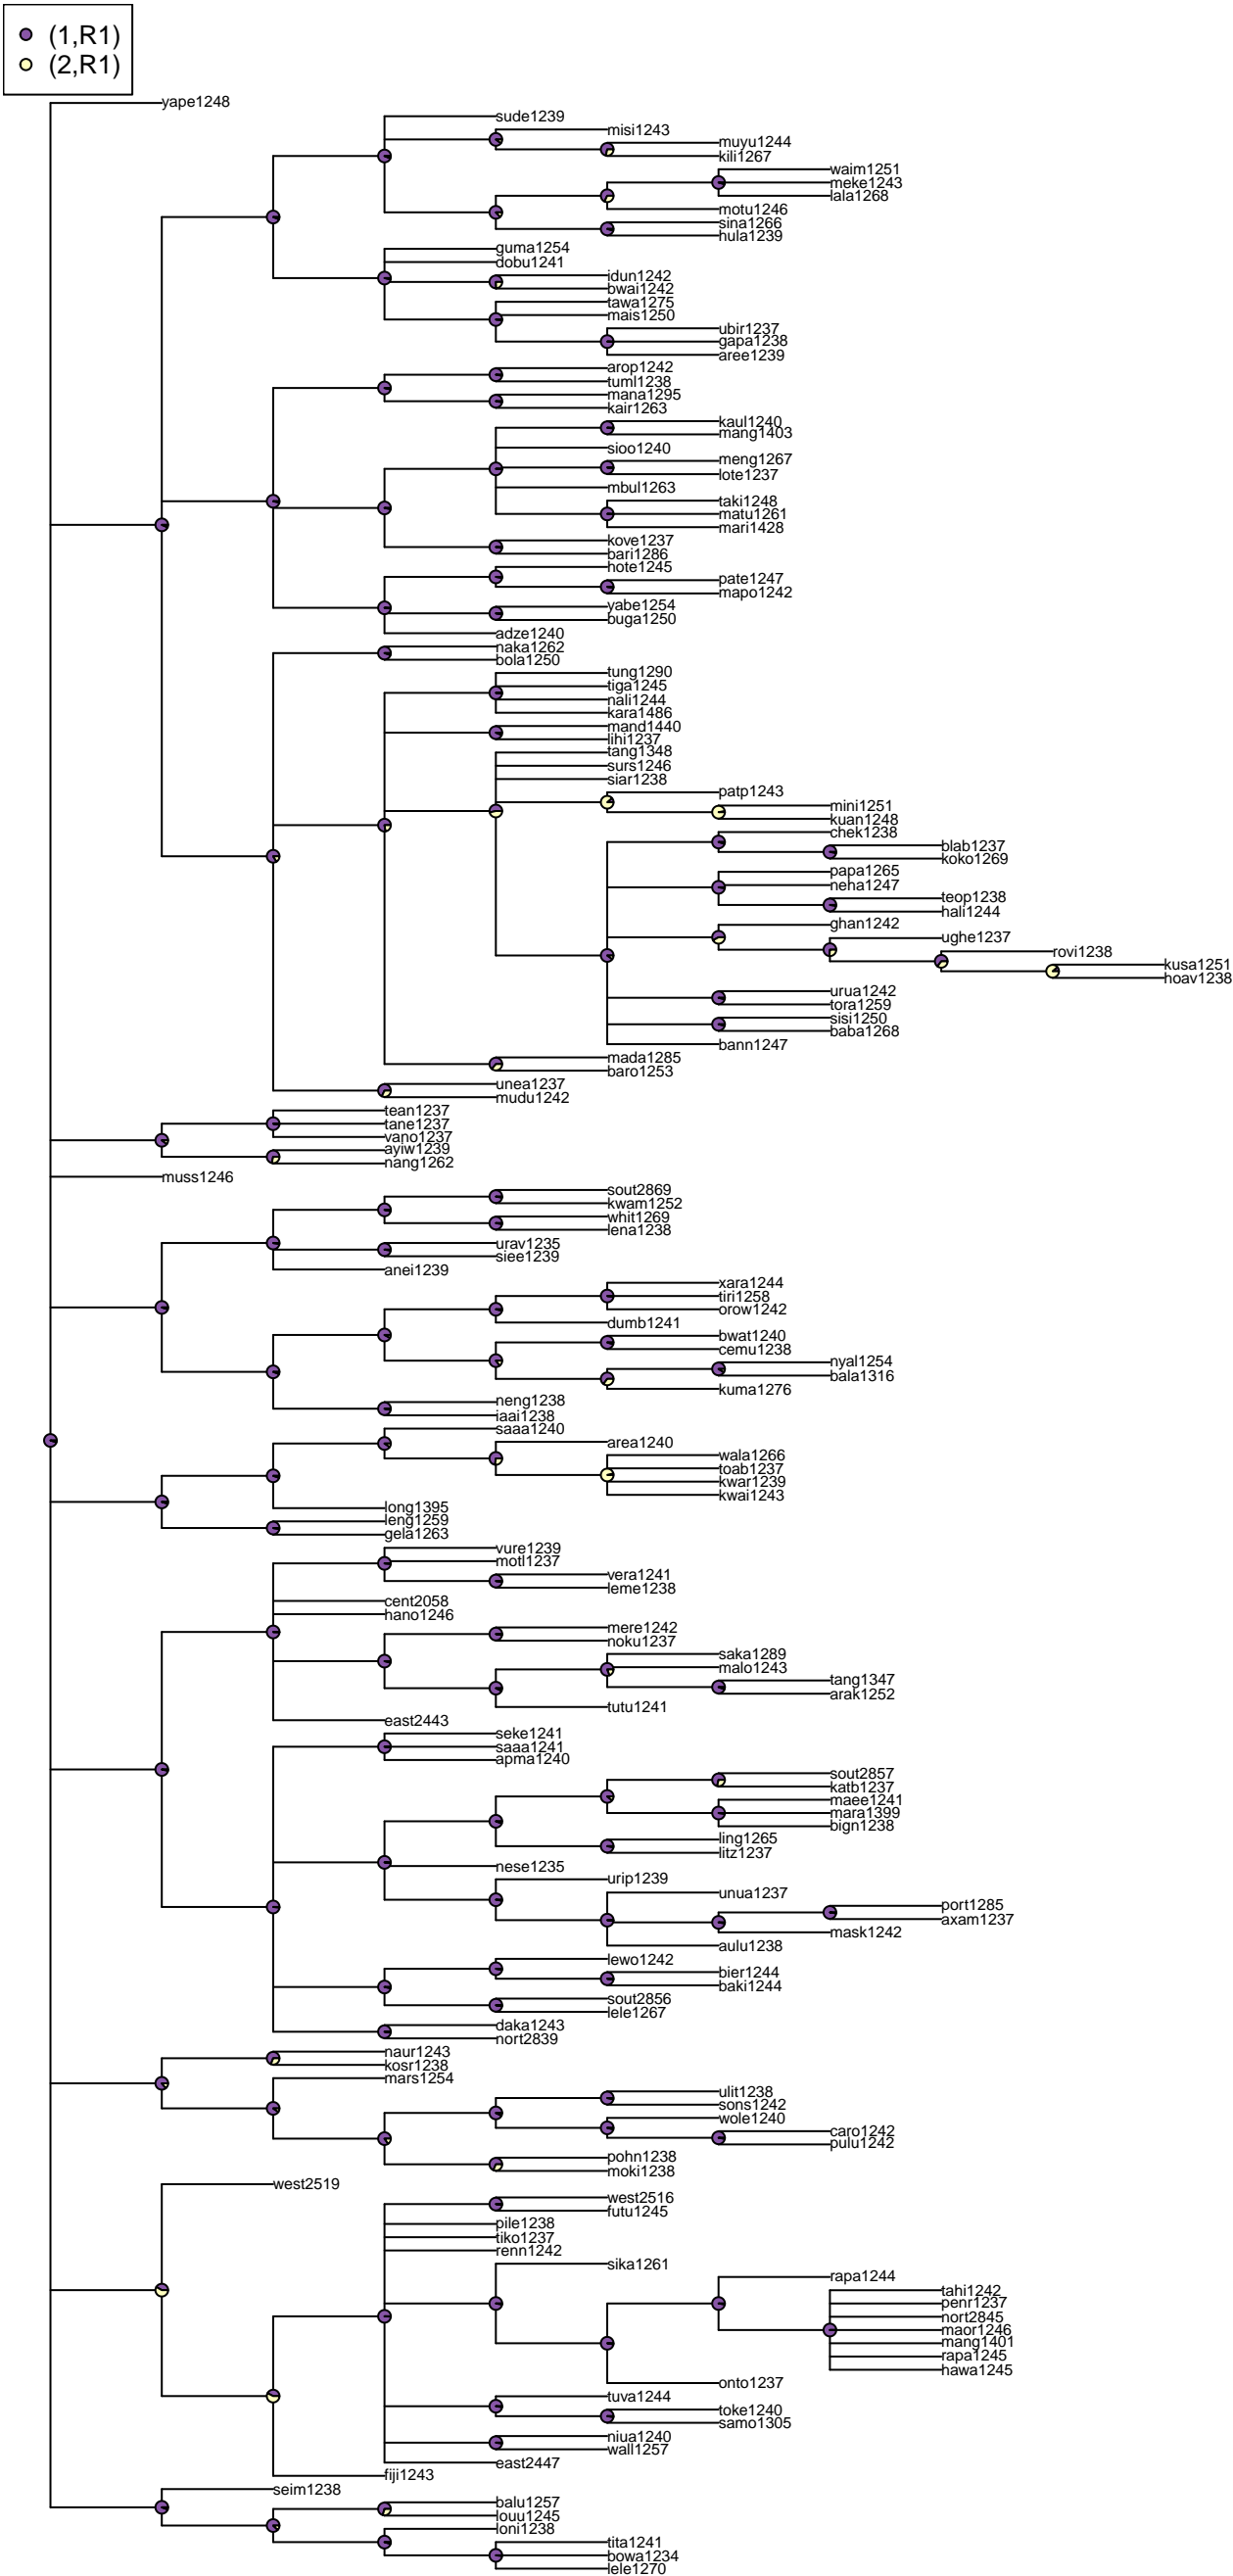 (1,R1)
(2,R1)
yape1248
sude1239
misi1243
muyu1244
kili1267
waim1251
meke1243
lala1268
motu1246
sina1266
hula1239
guma1254
dobu1241
idun1242
bwai1242
tawa1275
mais1250
ubir1237
gapa1238
aree1239
arop1242
tuml1238
mana1295
kair1263
kaul1240
mang1403
sioo1240
meng1267
lote1237
mbul1263
taki1248
matu1261
mari1428
kove1237
bari1286
hote1245
pate1247
mapo1242
yabe1254
buga1250
adze1240
naka1262
bola1250
tung1290
tiga1245
nali1244
kara1486
mand1440
lihi1237
tang1348
surs1246
siar1238
patp1243
mini1251
kuan1248
chek1238
blab1237
koko1269
papa1265
neha1247
teop1238
hali1244
ghan1242
ughe1237
rovi1238
kusa1251
hoav1238
urua1242
tora1259
sisi1250
baba1268
bann1247
mada1285
baro1253
unea1237
mudu1242
tean1237
tane1237
vano1237
ayiw1239
nang1262
muss1246
sout2869
kwam1252
whit1269
lena1238
urav1235
siee1239
anei1239
xara1244
tiri1258
orow1242
dumb1241
bwat1240
cemu1238
nyal1254
bala1316
kuma1276
neng1238
iaai1238
saaa1240
area1240
wala1266
toab1237
kwar1239
kwai1243
long1395
leng1259
gela1263
vure1239
motl1237
vera1241
leme1238
cent2058
hano1246
mere1242
noku1237
saka1289
malo1243
tang1347
arak1252
tutu1241
east2443
seke1241
saaa1241
apma1240
sout2857
katb1237
maee1241
mara1399
bign1238
ling1265
litz1237
nese1235
urip1239
unua1237
port1285
axam1237
mask1242
aulu1238
lewo1242
bier1244
baki1244
sout2856
lele1267
daka1243
nort2839
naur1243
kosr1238
mars1254
ulit1238
sons1242
wole1240
caro1242
pulu1242
pohn1238
moki1238
west2519
west2516
futu1245
pile1238
tiko1237
renn1242
sika1261
rapa1244
tahi1242
penr1237
nort2845
maor1246
mang1401
rapa1245
hawa1245
onto1237
tuva1244
toke1240
samo1305
niua1240
wall1257
east2447
fiji1243
seim1238
balu1257
louu1245
loni1238
tita1241
bowa1234
lele1270